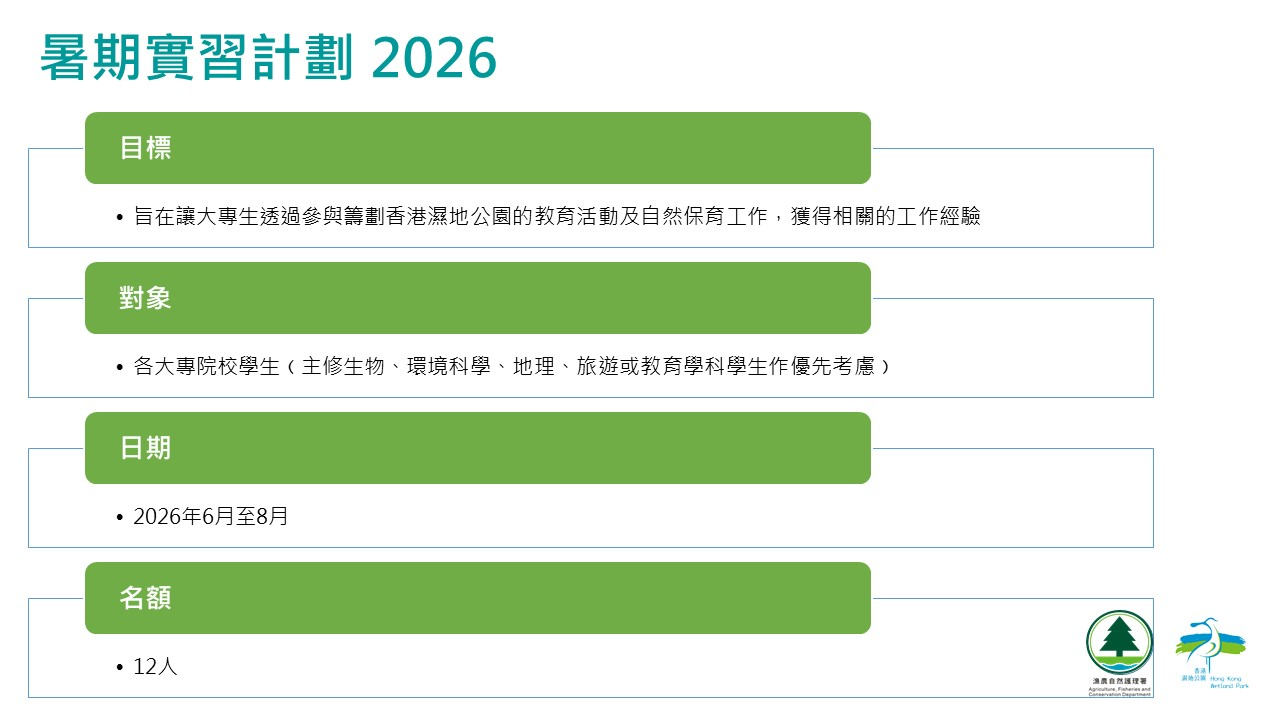 暑期實習計劃 2026
目標
• 旨在讓大專生透過參與籌劃香港濕地公園的教育活動及自然保育工作，獲得相關的工作經驗
對象
• 各大專院校學生（主修生物、環境科學、地理、旅遊或教育學科學生作優先考慮）
日期
• 2026年6月至8月
名額
• 12人
漁農自然護理署
Agriculture, Fisheries and
Conservation Department
香港
濕地公園 Hong Kong
Wetland Park